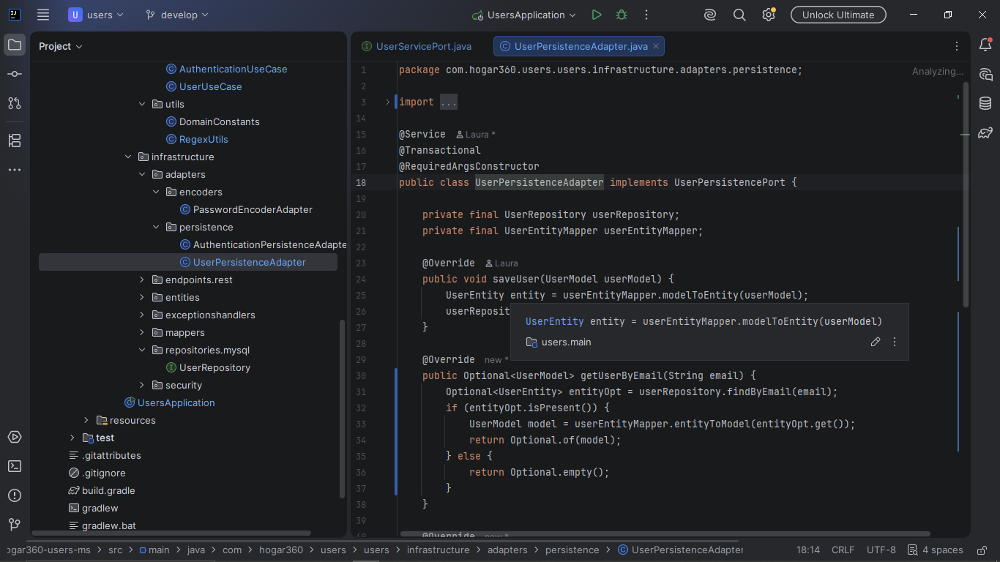 U users develop UsersApplication Unlock Ultimate
Project
AuthenticationUseCase
UserUseCase
utils
DomainConstants
RegexUtils
infrastructure
adapters
encoders
PasswordEncoderAdapter
persistence
AuthenticationPersistenceAdapte
UserPersistenceAdapter
endpoints.rest
entities
exceptionshandlers
mappers
repositories.mysql
UserRepository
security
UsersApplication
resources
test
.gitattributes
.gitignore
build.gradle
gradlew
gradlew.bat
UserServicePort.java UserPersistenceAdapter.java
Analyzing...
1 package com.hogar360.users.users.infrastructure.adapters.persistence;
2
3 import ...
14
15 @Service Laura *
16 @Transactional
17 @RequiredArgsConstructor
18 public class UserPersistenceAdapter implements UserPersistencePort {
19
20 private final UserRepository userRepository;
21 private final UserEntityMapper userEntityMapper;
22
23 @Override Laura
24 public void saveUser(UserModel userModel) {
25 UserEntity entity = userEntityMapper.modelToEntity(userModel);
26 userReposit
27 }
28
29 @Override new *
30 public Optional<UserModel> getUserByEmail(String email) {
31 Optional<UserEntity> entityOpt = userRepository.findByEmail(email);
32 if (entityOpt.isPresent()) {
33 UserModel model = userEntityMapper.entityToModel(entityOpt.get());
34 return Optional.of(model);
35 } else {
36 return Optional.empty();
37 }
38 }
39
40 @Override new *
UserEntity entity = userEntityMapper.modelToEntity(userModel)
users.main
ogar360-users-ms > src > main > java > com > hogar360 > users > users > infrastructure > adapters > persistence > UserPersistenceAdapter 18:14 CRLF UTF-8 4 spaces